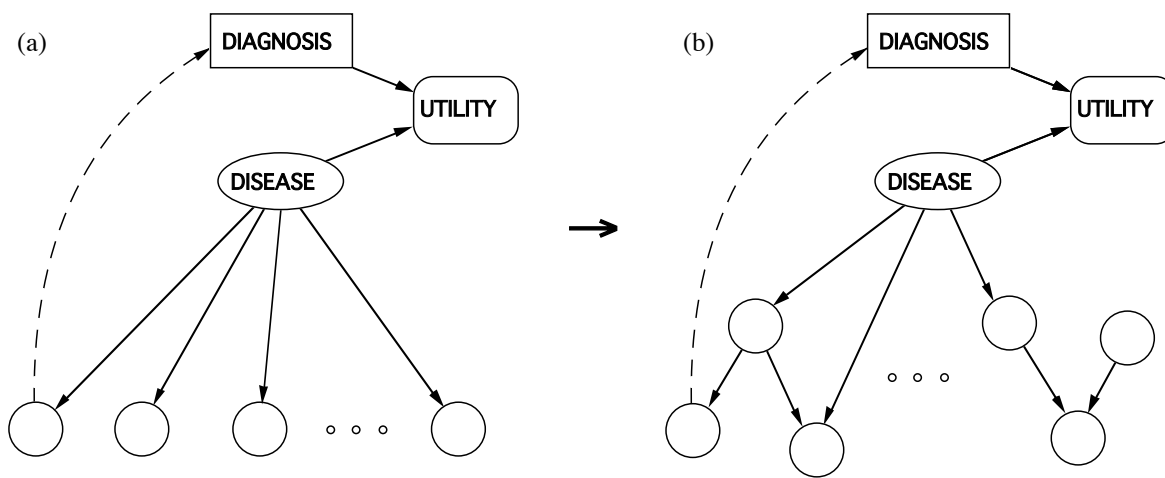 (a)
DIAGNOSIS
UTILITY
DISEASE
(b)
DIAGNOSIS
UTILITY
DISEASE